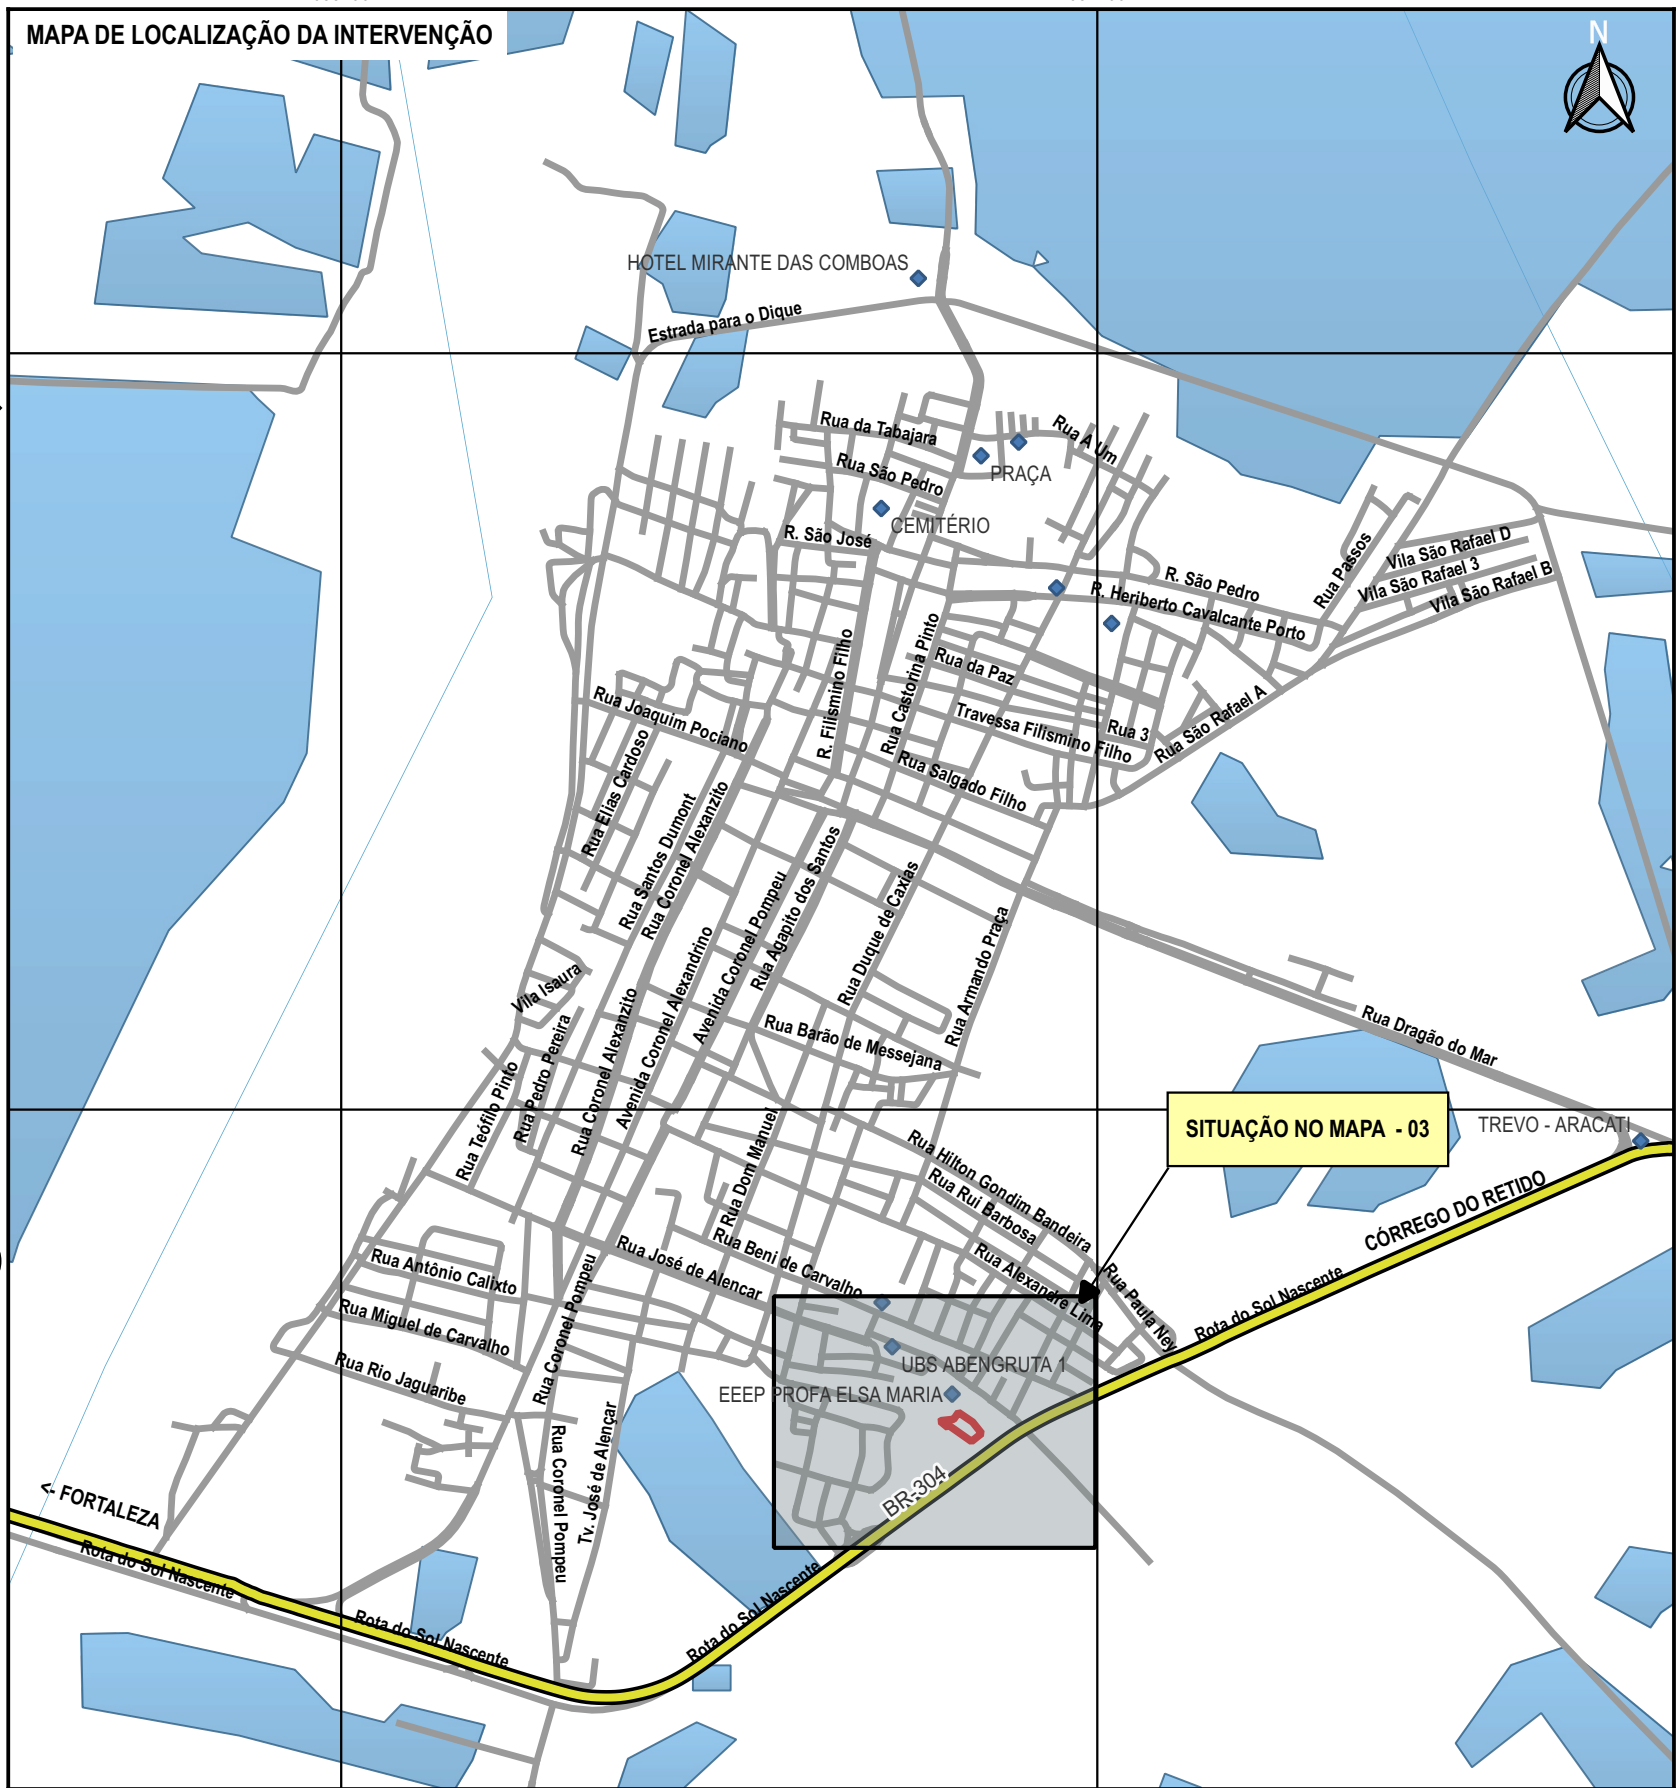 MAPA DE LOCALIZAÇÃO DA INTERVENÇÃO
N
HOTEL MIRANTE DAS COMBOAS
Estrada para o Dique
Rua da Tabajara
Rua A Um
Rua São Pedro
PRAÇA
CEMITÉRIO
R. São José
Rua Passos
Vila São Rafael D
Vila São Rafael 3
Vila São Rafael B
R. São Pedro
R. Heriberto Cavalcante Porto
R. Filismino Filho
Rua Castorina Pinto
Rua da Paz
Rua Joaquim Pociano
Travessa Filismino Filho
Rua 3
Rua São Rafael A
Rua Salgado Filho
Rua Elias Cardoso
Rua Santos Dumont
Rua Coronel Alexanzito
Avenida Coronel Pompeu
Rua Agapito dos Santos
Rua Duque de Caxias
Rua Armando Praça
Vila Isaura
Rua Pedro Pereira
Rua Coronel Alexanzito
Avenida Coronel Alexandrino
Rua Barão de Messejana
Rua Dragão do Mar
Rua Teófilo Pinto
SITUAÇÃO NO MAPA - 03
TREVO - ARACATI
Rua Dom Manuel
Rua Hilton Gondim Bandeira
Rua Rui Barbosa
CÓRREGO DO RETIDO
Rua Antônio Calixto
Rua José de Alencar
Rua Beni de Carvalho
Rua Alexandre Lima
Rua Paula Ney
Rota do Sol Nascente
Rua Miguel de Carvalho
Rua Coronel Pompeu
Rua Rio Jaguaribe
UBS ABENGRUTA 1
EEEP PROFA ELSA MARIA
Rua Coronel Pompeu
Tv. José de Alençar
BR-304
<- FORTALEZA
Rota do Sol Nascente
Rota do Sol Nascente
Rota do Sol Nascente